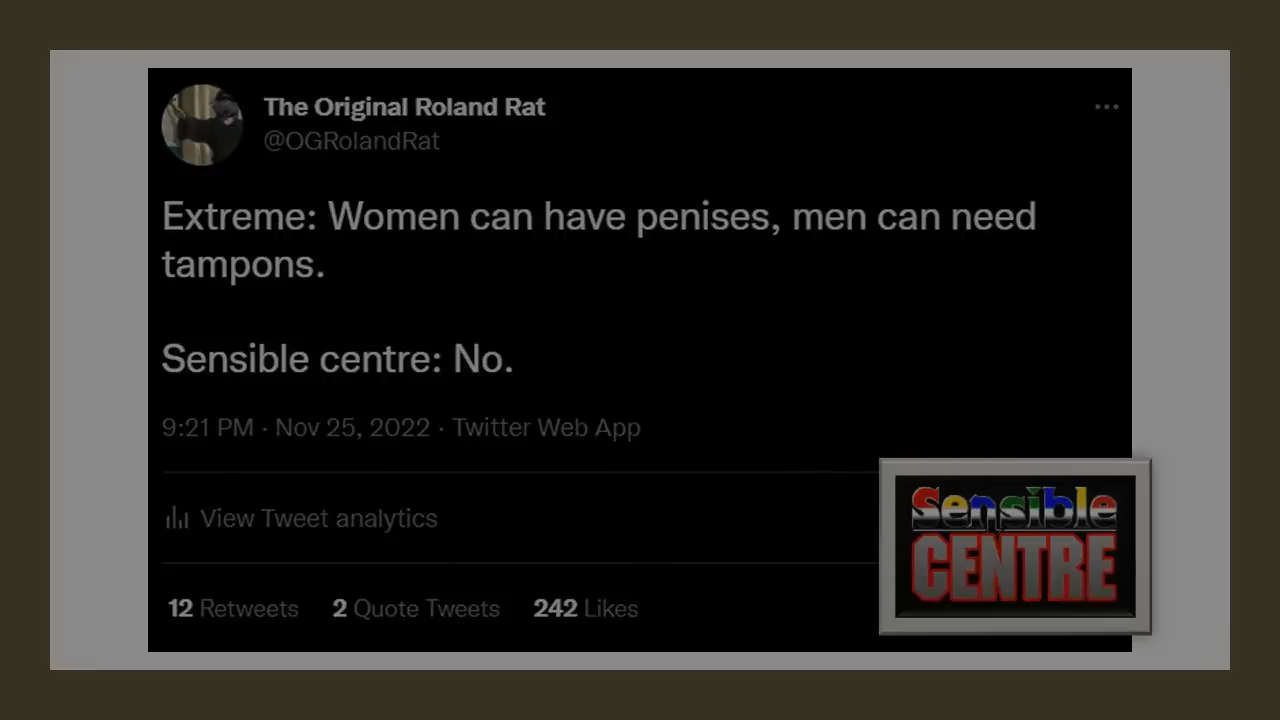 The Original Roland Rat
@OGRolandRat
Extreme: Women can have penises, men can need
tampons.
Sensible centre: No.
9:21 PM · Nov 25, 2022 · Twitter Web App
View Tweet analytics
12 Retweets 2 Quote Tweets 242 Likes
Sensible
CENTRE